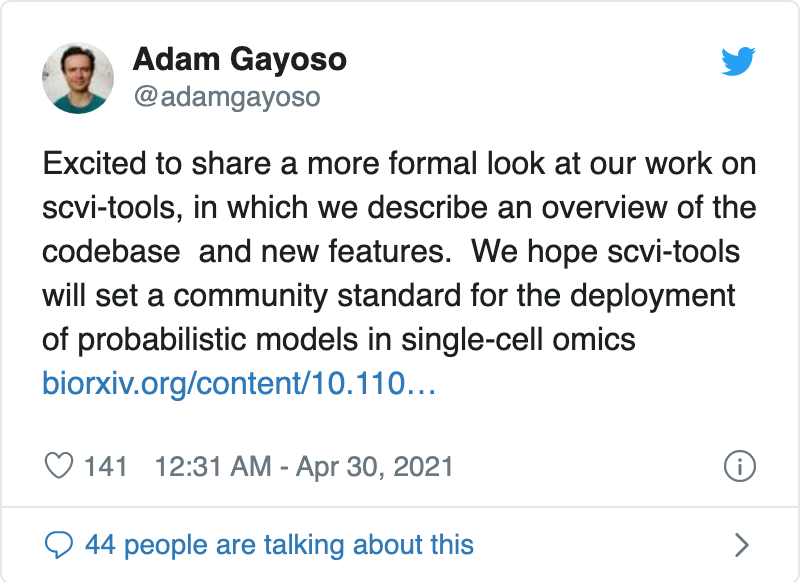 Adam Gayoso
@adamgayoso
Excited to share a more formal look at our work on
scvi-tools, in which we describe an overview of the
codebase  and new features.  We hope scvi-tools
will set a community standard for the deployment
of probabilistic models in single-cell omics
biorxiv.org/content/10.110…
141 12:31 AM - Apr 30, 2021
44 people are talking about this